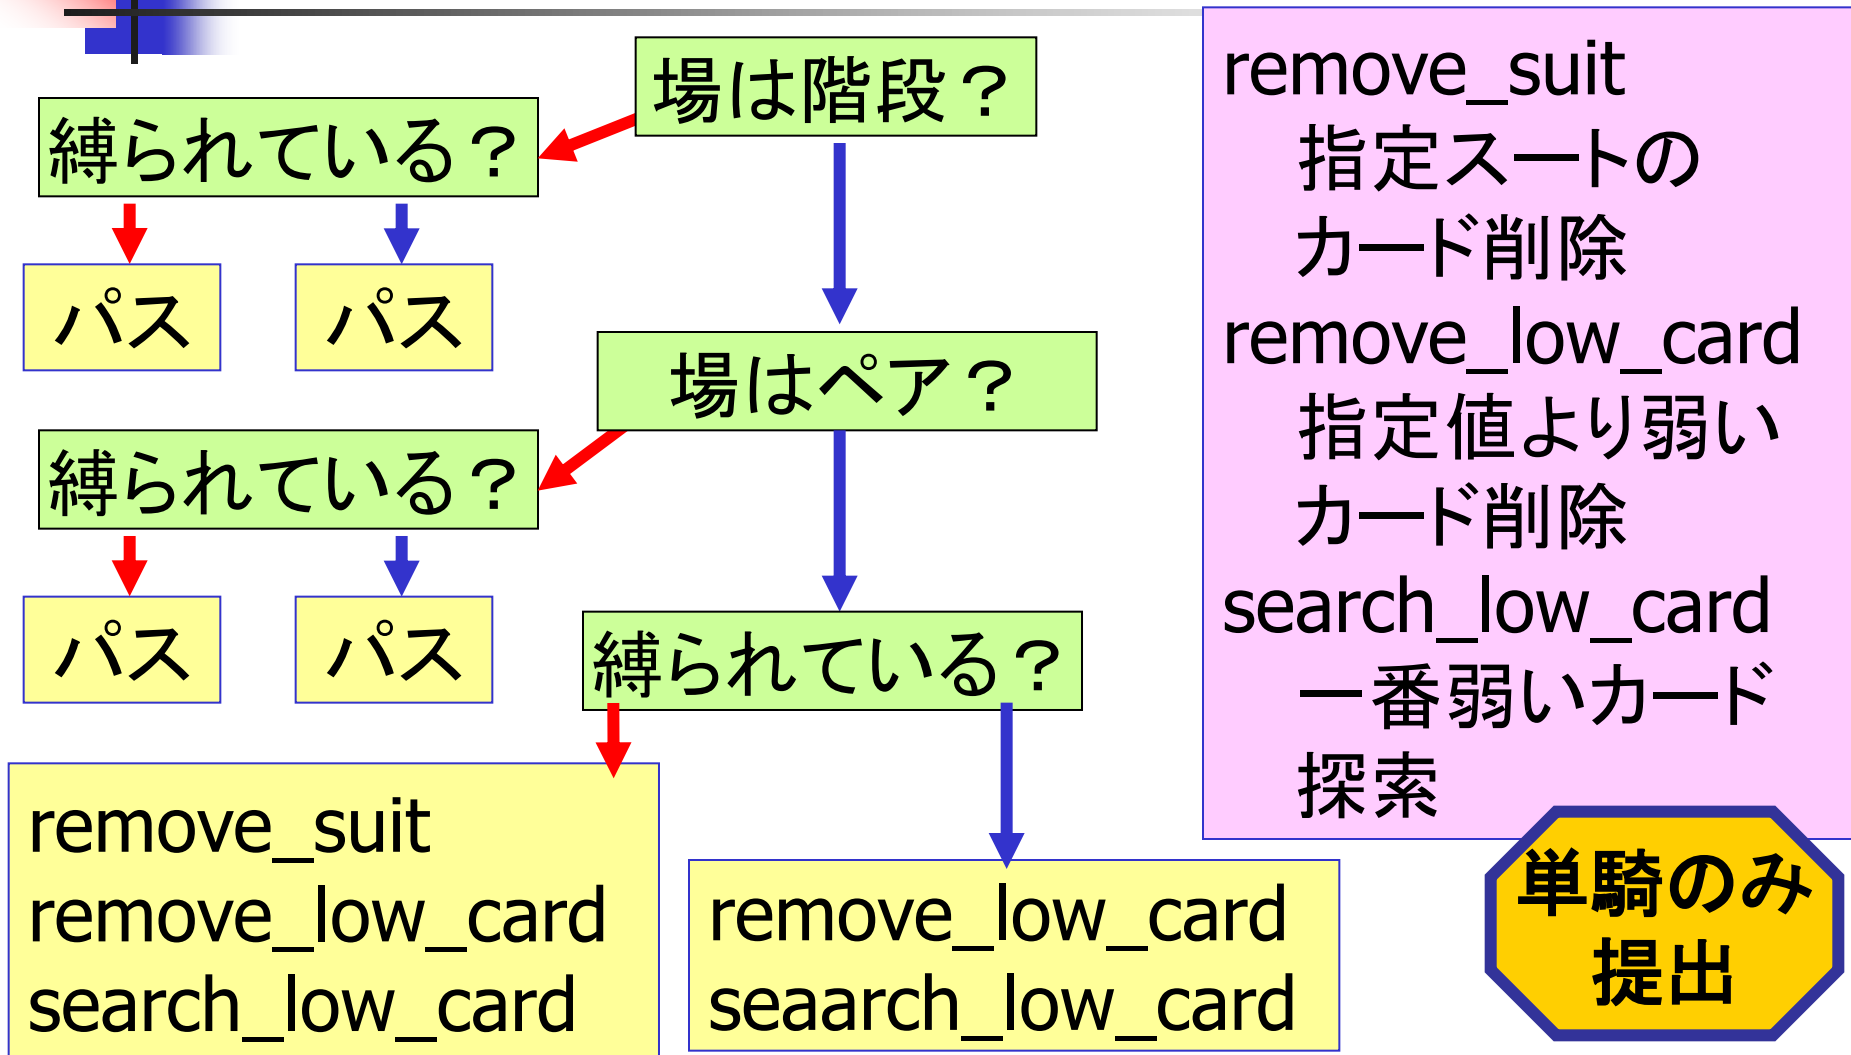 場は階段？
縛られている？
パス
パス
場はペア？
縛られている？
パス
パス
縛られている？
remove_suit
remove_low_card
search_low_card
remove_low_card
seaarch_low_card
remove_suit
指定スートの
カード削除
remove_low_card
指定値より弱い
カード削除
search_low_card
一番弱いカード
探索
単騎のみ
提出